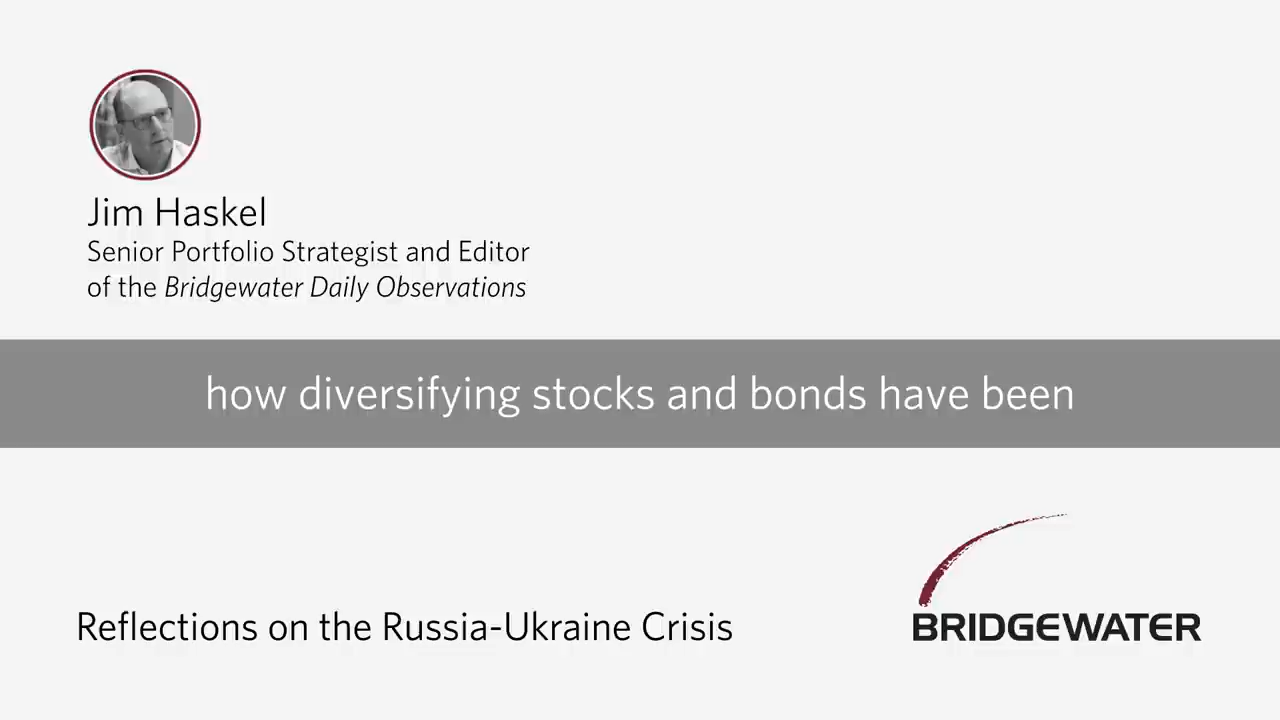 Jim Haskel
Senior Portfolio Strategist and Editor
of the Bridgewater Daily Observations
how diversifying stocks and bonds have been
Reflections on the Russia-Ukraine Crisis
BRIDGEWATER